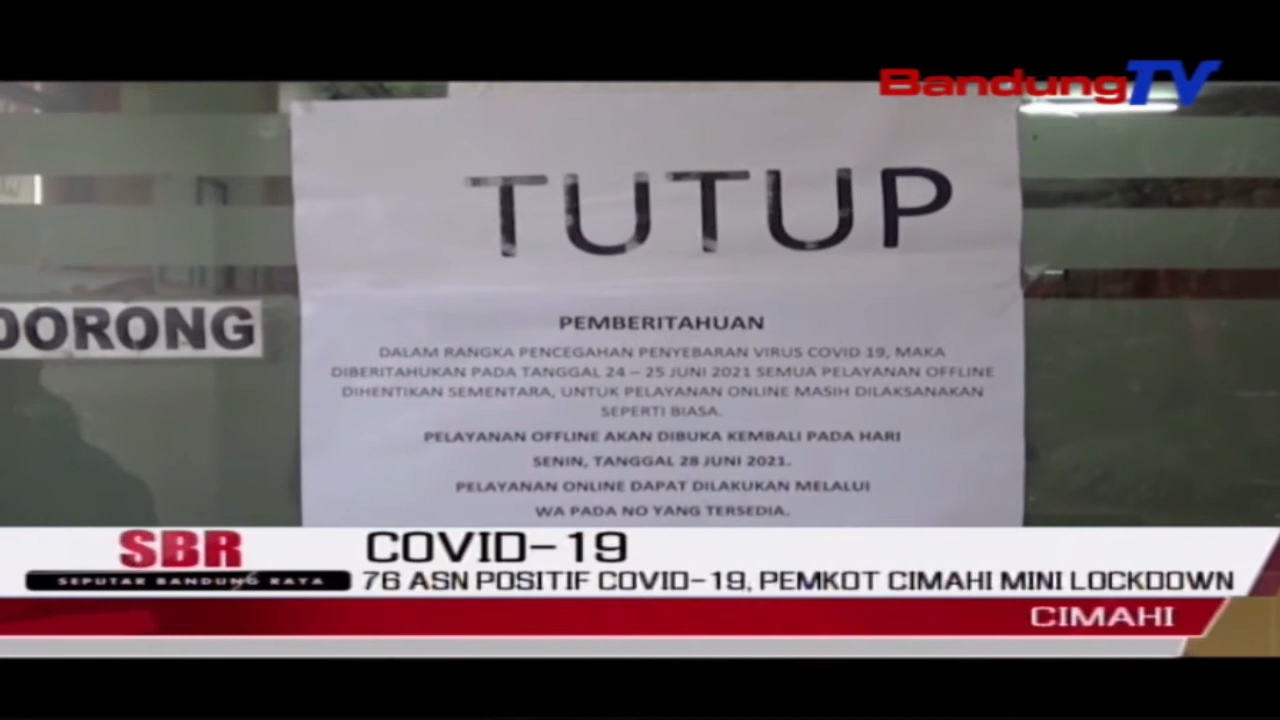 BandungTV
TUTUP
DORONG
PEMBERITAHUAN
DALAM RANGKA PENCEGAHAN PENYEBARAN VIRUS COVID 19, MAKA
DIBERITAHUKAN PADA TANGGAL 24 – 25 JUNI 2021 SEMUA PELAYANAN OFFLINE
DIHENTIKAN SEMENTARA, UNTUK PELAYANAN ONLINE MASIH DILAKSANAKAN
SEPERTI BIASA.
PELAYANAN OFFLINE AKAN DIBUKA KEMBALI PADA HARI
SENIN, TANGGAL 28 JUNI 2021.
PELAYANAN ONLINE DAPAT DILAKUKAN MELALUI
WA PADA NO YANG TERSEDIA.
SBR
SEPUTAR BANDUNG RAYA
COVID-19
76 ASN POSITIF COVID-19, PEMKOT CIMAHI MINI LOCKDOWN
CIMAHI